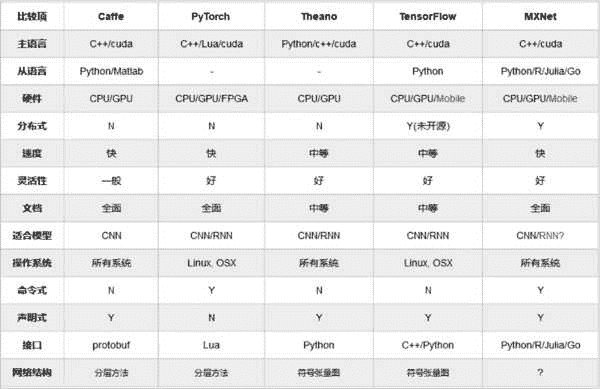 比较项 Caffe PyTorch Theano TensorFlow MXNet
主语言 C++/cuda C++/Lua/cuda Python/c++/cuda C++/cuda C++/cuda
从语言 Python/Matlab - - Python Python/R/Julia/Go
硬件 CPU/GPU CPU/GPU/FPGA CPU/GPU CPU/GPU/Mobile CPU/GPU/Mobile
分布式 N N N Y(未开源) Y
速度 快 快 中等 中等 快
灵活性 一般 好 好 好 好
文档 全面 全面 中等 中等 全面
适合模型 CNN CNN/RNN CNN/RNN CNN/RNN CNN/RNN?
操作系统 所有系统 Linux, OSX 所有系统 Linux, OSX 所有系统
命令式 N Y N N Y
声明式 Y N Y Y Y
接口 protobuf Lua Python C++/Python Python/R/Julia/Go
网络结构 分层方法 分层方法 符号张量图 符号张量图 ?